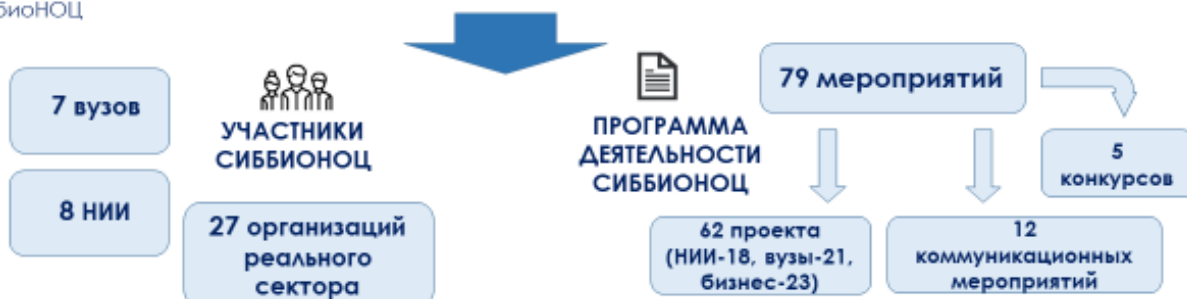 7 вузов
8 НИИ
УЧАСТНИКИ
СИББИОНОЦ
27 организаций
реального
сектора
ПРОГРАММА
ДЕЯТЕЛЬНОСТИ
СИББИОНОЦ
79 мероприятий
5
конкурсов
62 проекта
(НИИ-18, вузы-21,
бизнес-23)
12
коммуникационных
мероприятий